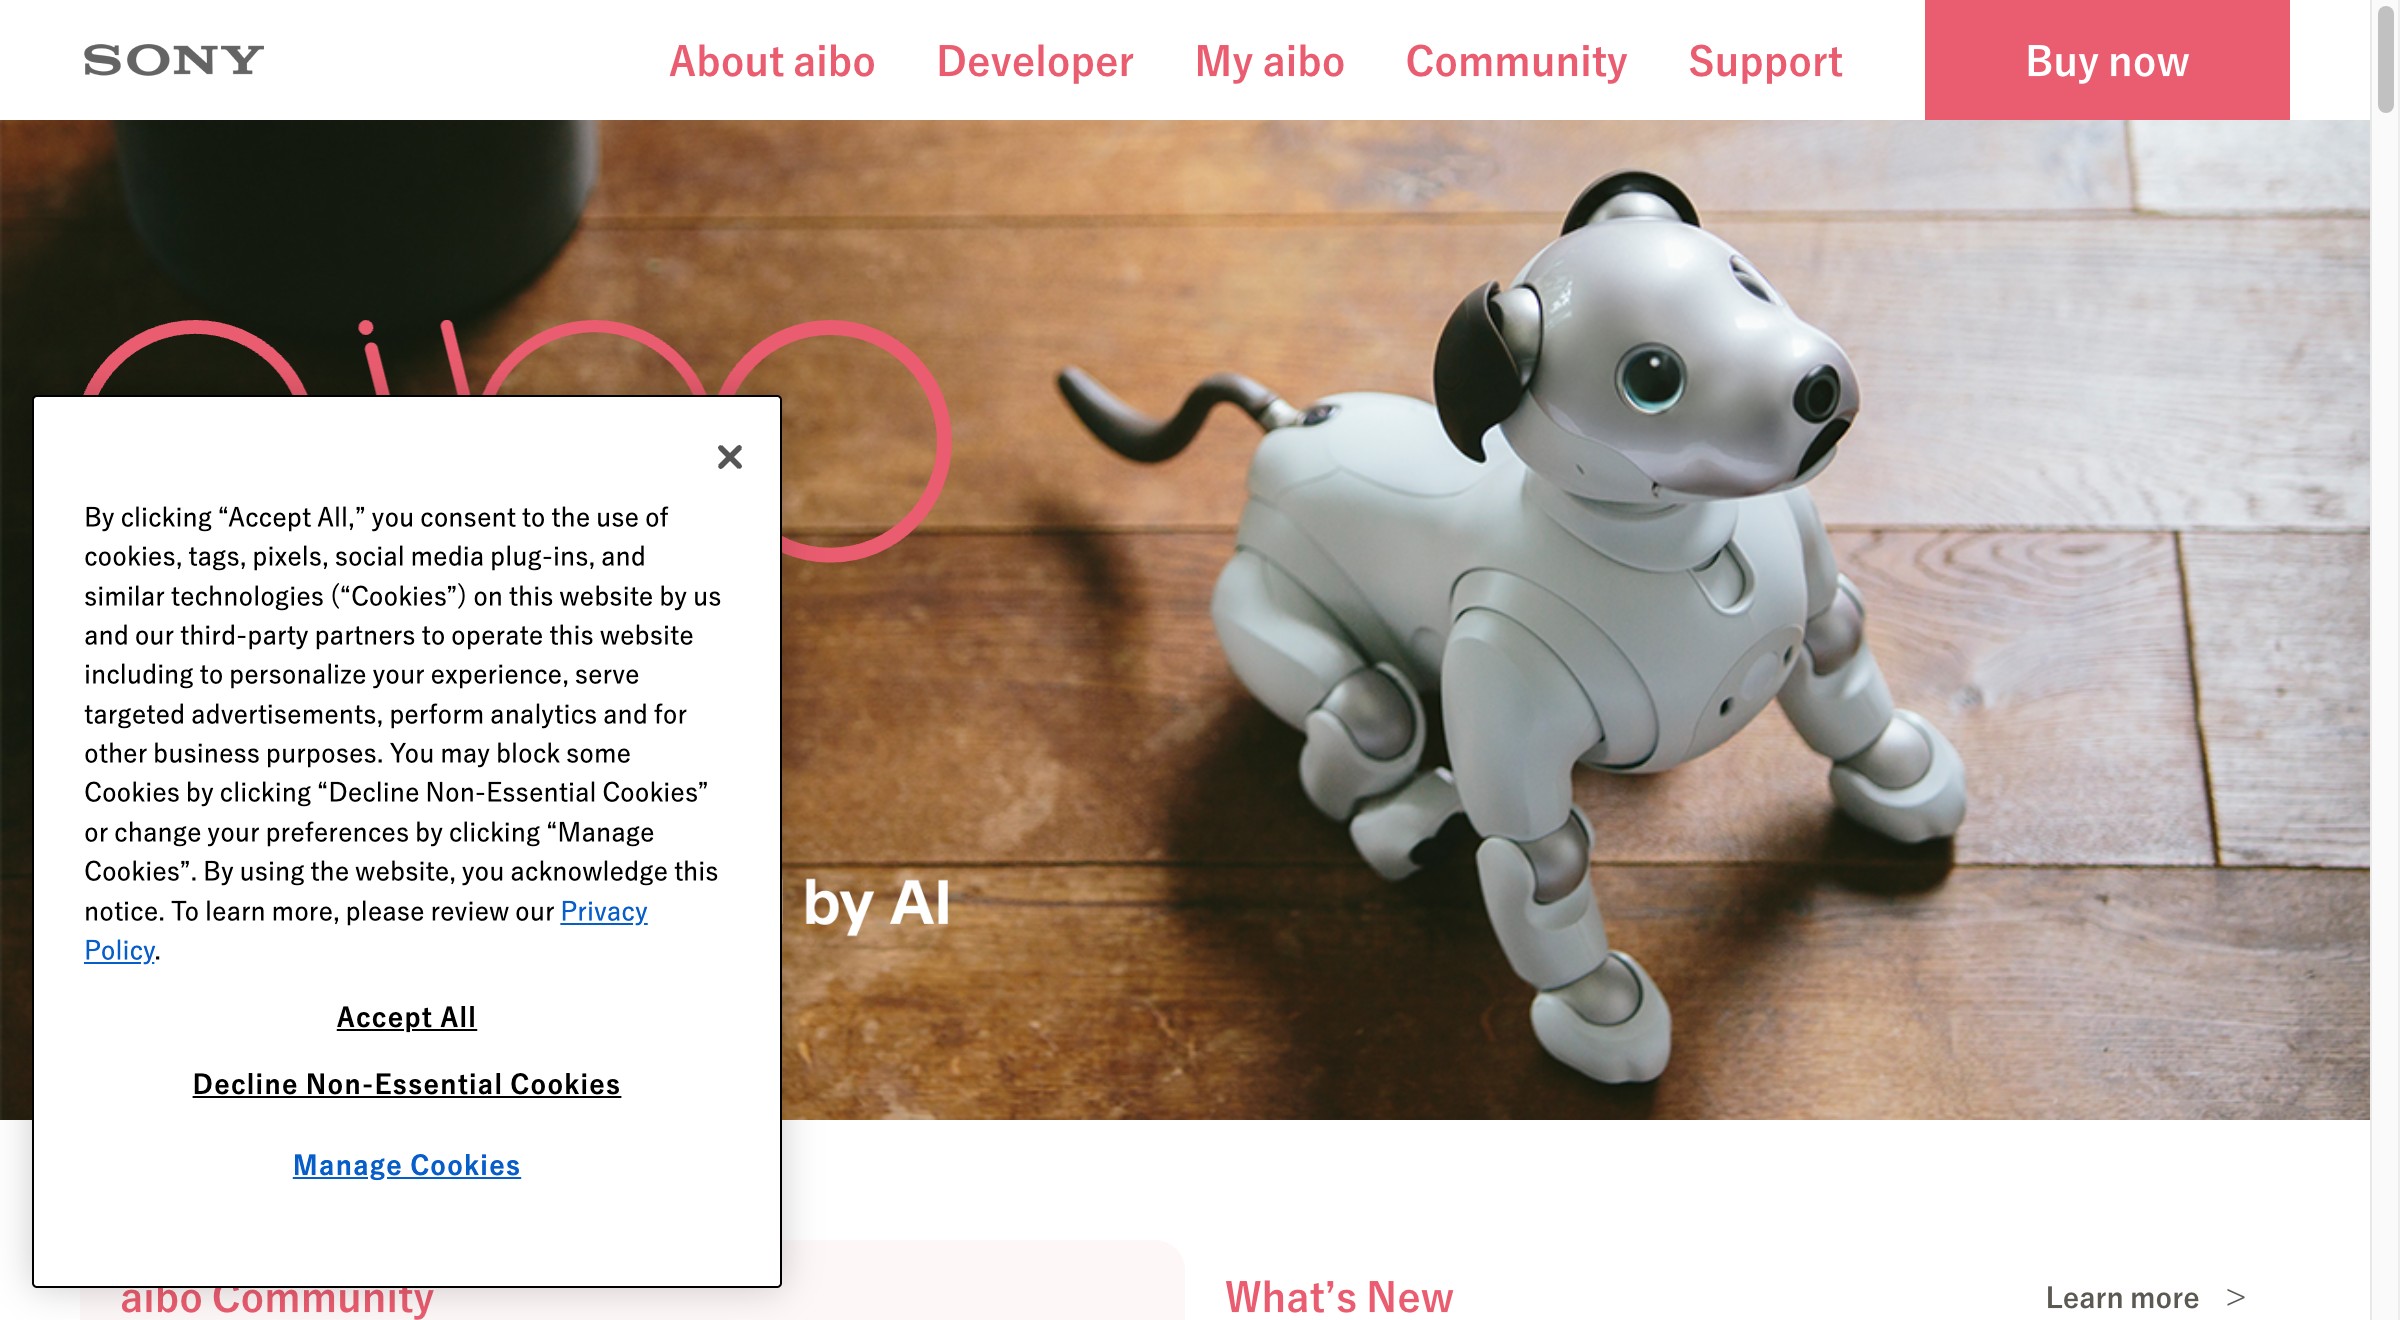 SONY
About aibo
Developer
My aibo
Community
Support
Buy now
By clicking “Accept All,” you consent to the use of
cookies, tags, pixels, social media plug-ins, and
similar technologies (“Cookies”) on this website by us
and our third-party partners to operate this website
including to personalize your experience, serve
targeted advertisements, perform analytics and for
other business purposes. You may block some
Cookies by clicking “Decline Non-Essential Cookies”
or change your preferences by clicking “Manage
Cookies”. By using the website, you acknowledge this
notice. To learn more, please review our Privacy
Policy.
Accept All
Decline Non-Essential Cookies
Manage Cookies
aibo
by AI
aibo Community
What’s New
Learn more >